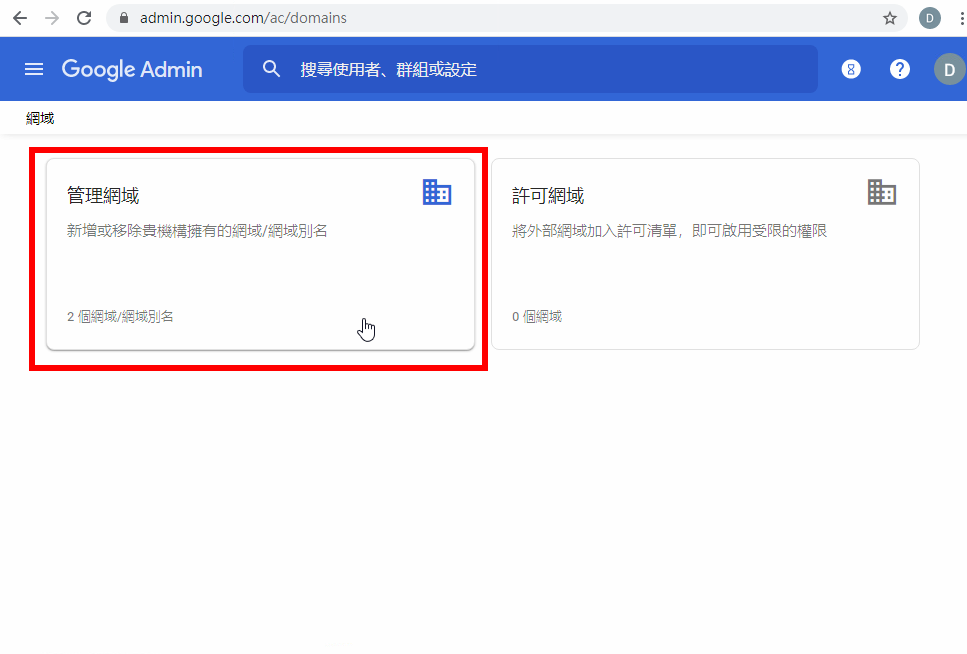 admin.google.com/ac/domains
D
Google Admin
搜尋使用者、群組或設定
D
網域
管理網域
新增或移除貴機構擁有的網域/網域別名
2 個網域/網域別名
許可網域
將外部網域加入許可清單，即可啟用受限的權限
0 個網域